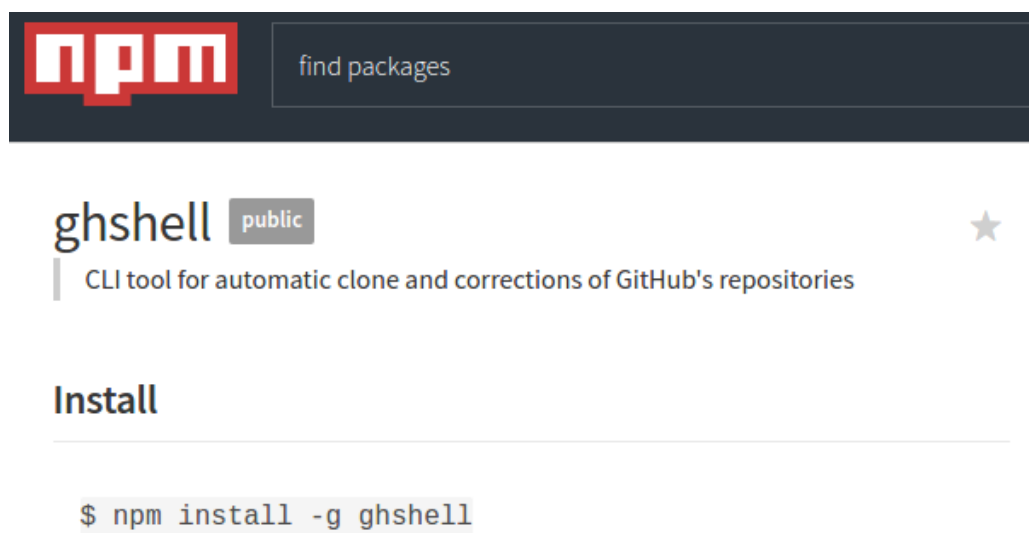 npm
find packages
ghshell public
CLI tool for automatic clone and corrections of GitHub's repositories
Install
$ npm install -g ghshell